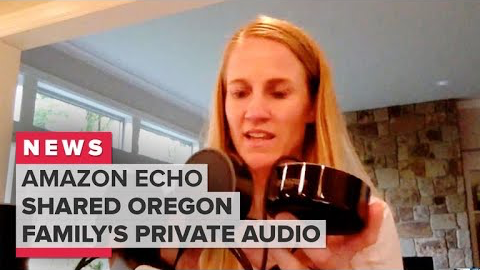 NEWS
AMAZON ECHO
SHARED OREGON
FAMILY'S PRIVATE AUDIO